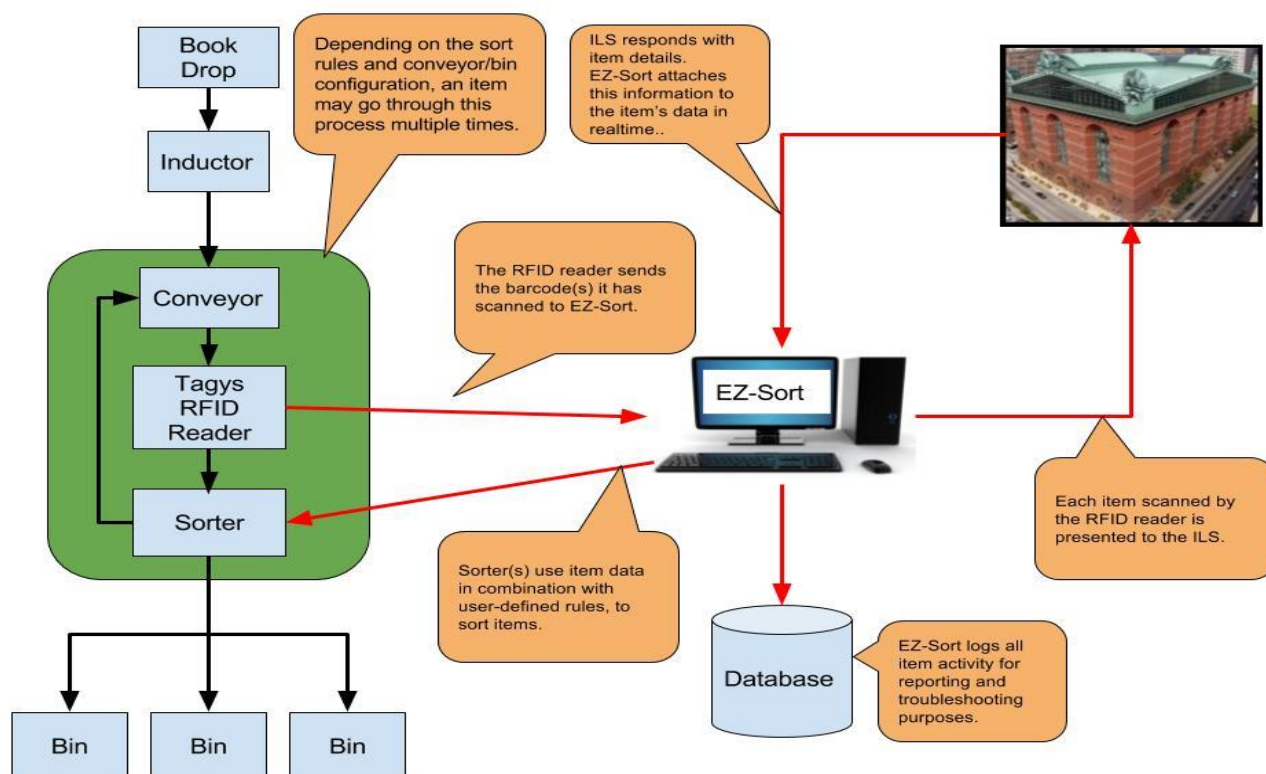 Book
Drop
Inductor
Depending on the sort
rules and conveyor/bin
configuration, an item
may go through this
process multiple times.
ILS responds with
item details.
EZ-Sort attaches
this information to
the item's data in
realtime..
Conveyor
Tagys
RFID
Reader
Sorter
The RFID reader sends
the barcode(s) it has
scanned to EZ-Sort.
EZ-Sort
Each item scanned by
the RFID reader is
presented to the ILS.
Sorter(s) use item data
in combination with
user-defined rules, to
sort items.
Database
EZ-Sort logs all
item activity for
reporting and
troubleshooting
purposes.
Bin
Bin
Bin